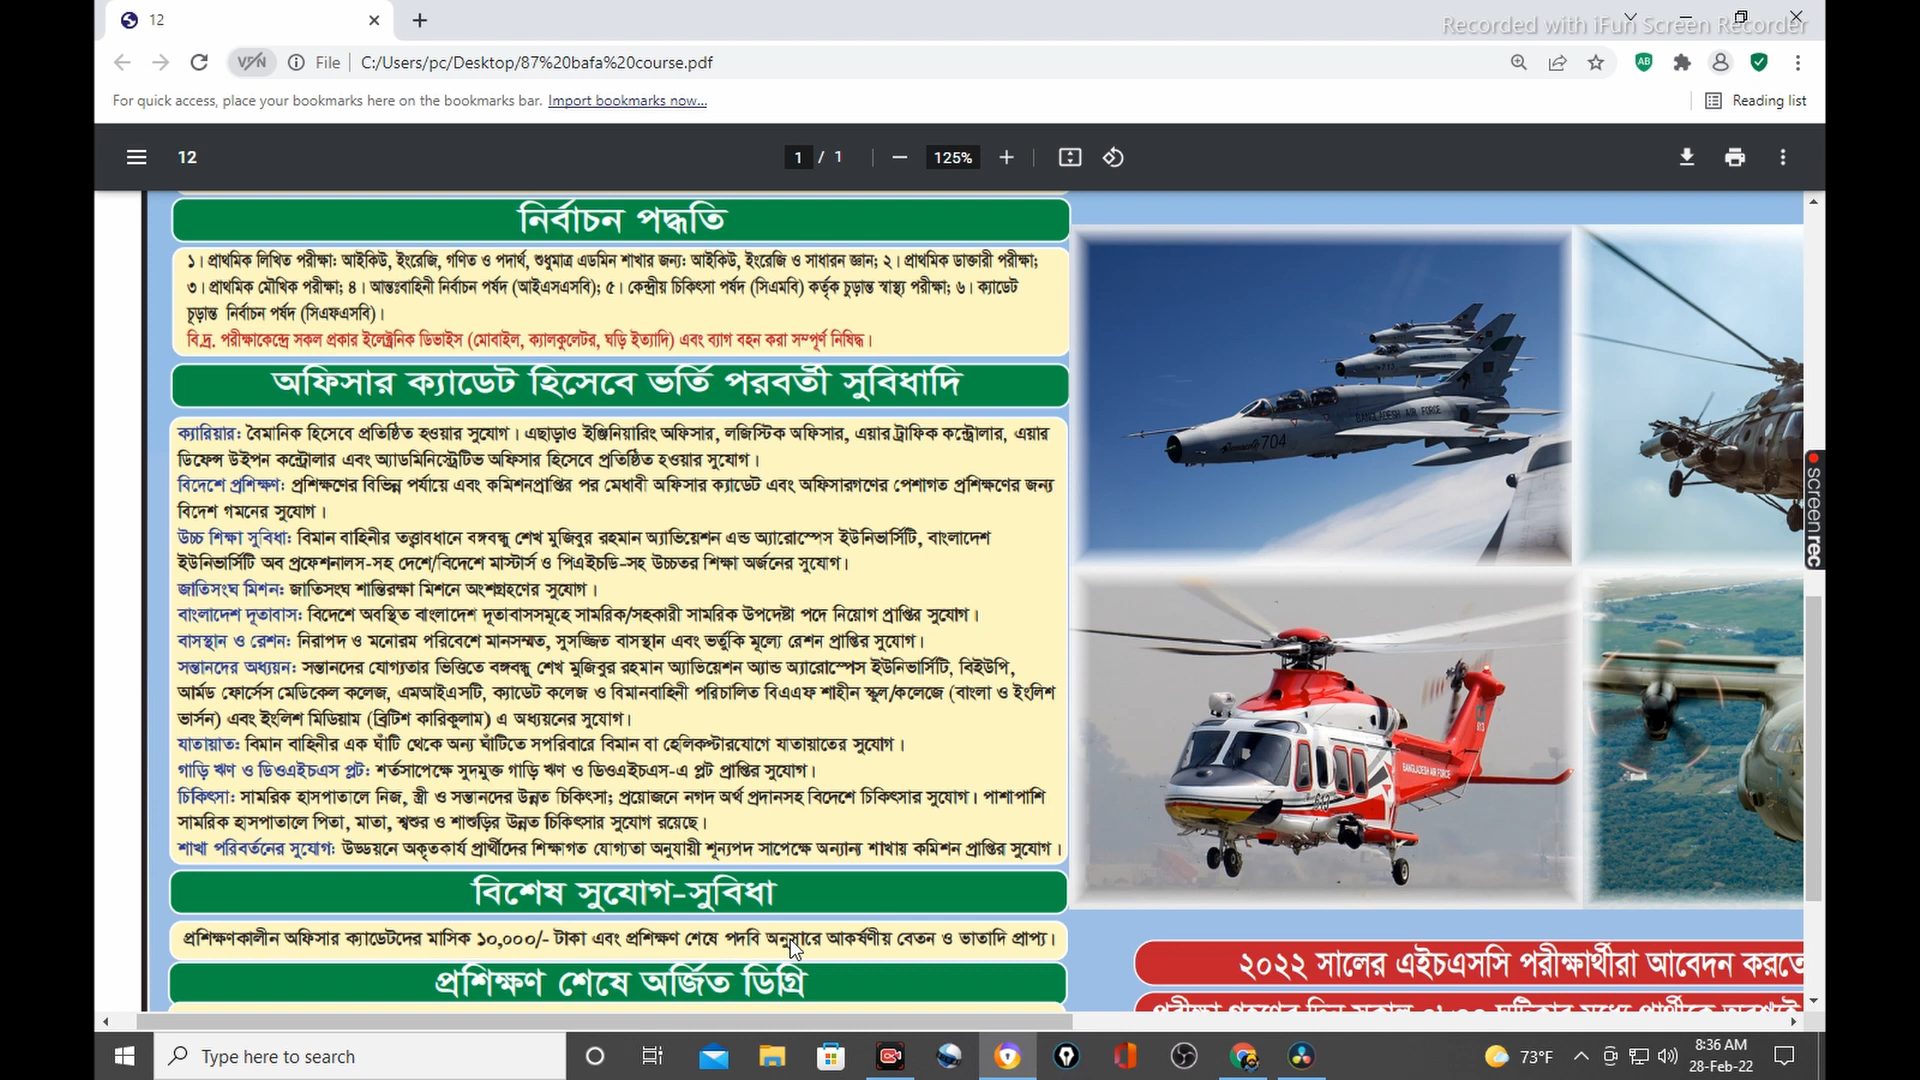 12
Recorded with iFun Screen Recorder
VPN
File
C:/Users/pc/Desktop/87%20bafa%20course.pdf
AB
For quick access, place your bookmarks here on the bookmarks bar. Import bookmarks now...
Reading list
12
1 / 1
125%
নির্বাচন পদ্ধতি
১। প্রাথমিক লিখিত পরীক্ষা: আইকিউ, ইংরেজি, গণিত ও পদার্থ, শুধুমাত্র এডমিন শাখার জন্য: আইকিউ, ইংরেজি ও সাধারন জ্ঞান; ২। প্রাথমিক ডাক্তারী পরীক্ষা;
৩। প্রাথমিক মৌখিক পরীক্ষা; ৪। আন্তঃবাহিনী নির্বাচন পর্ষদ (আইএসএসবি); ৫। কেন্দ্রীয় চিকিৎসা পর্ষদ (সিএমবি) কর্তৃক চুড়ান্ত স্বাস্থ্য পরীক্ষা; ৬। ক্যাডেট
চূড়ান্ত নির্বাচন পর্ষদ (সিএফএসবি)।
বি.দ্র. পরীক্ষাকেন্দ্রে সকল প্রকার ইলেক্ট্রনিক ডিভাইস (মোবাইল, ক্যালকুলেটর, ঘড়ি ইত্যাদি) এবং ব্যাগ বহন করা সম্পূর্ণ নিষিদ্ধ।
অফিসার ক্যাডেট হিসেবে ভর্তি পরবর্তী সুবিধাদি
ক্যারিয়ার: বৈমানিক হিসেবে প্রতিষ্ঠিত হওয়ার সুযোগ। এছাড়াও ইঞ্জিনিয়ারিং অফিসার, লজিস্টিক অফিসার, এয়ার ট্রাফিক কন্ট্রোলার, এয়ার
ডিফেন্স উইপন কন্ট্রোলার এবং অ্যাডমিনিস্ট্রেটিভ অফিসার হিসেবে প্রতিষ্ঠিত হওয়ার সুযোগ।
বিদেশে প্রশিক্ষণ: প্রশিক্ষণের বিভিন্ন পর্যায়ে এবং কমিশনপ্রাপ্তির পর মেধাবী অফিসার ক্যাডেট এবং অফিসারগণের পেশাগত প্রশিক্ষণের জন্য
বিদেশ গমনের সুযোগ।
উচ্চ শিক্ষা সুবিধা: বিমান বাহিনীর তত্ত্বাবধানে বঙ্গবন্ধু শেখ মুজিবুর রহমান অ্যাভিয়েশন এন্ড অ্যারোস্পেস ইউনিভার্সিটি, বাংলাদেশ
ইউনিভার্সিটি অব প্রফেশনালস-সহ দেশে/বিদেশে মাস্টার্স ও পিএইচডি-সহ উচ্চতর শিক্ষা অর্জনের সুযোগ।
জাতিসংঘ মিশন: জাতিসংঘ শান্তিরক্ষা মিশনে অংশগ্রহণের সুযোগ।
বাংলাদেশ দূতাবাস: বিদেশে অবস্থিত বাংলাদেশ দূতাবাসসমূহে সামরিক/সহকারী সামরিক উপদেষ্টা পদে নিয়োগ প্রাপ্তির সুযোগ।
বাসস্থান ও রেশন: নিরাপদ ও মনোরম পরিবেশে মানসম্মত, সুসজ্জিত বাসস্থান এবং ভর্তুকি মূল্যে রেশন প্রাপ্তির সুযোগ।
সন্তানদের অধ্যয়ন: সন্তানদের যোগ্যতার ভিত্তিতে বঙ্গবন্ধু শেখ মুজিবুর রহমান অ্যাভিয়েশন অ্যান্ড অ্যারোস্পেস ইউনিভার্সিটি, বিইউপি,
আর্মড ফোর্সেস মেডিকেল কলেজ, এমআইএসটি, ক্যাডেট কলেজ ও বিমানবাহিনী পরিচালিত বিএএফ শাহীন স্কুল/কলেজে (বাংলা ও ইংলিশ
ভার্সন) এবং ইংলিশ মিডিয়াম (ব্রিটিশ কারিকুলাম) এ অধ্যয়নের সুযোগ।
যাতায়াত: বিমান বাহিনীর এক ঘাঁটি থেকে অন্য ঘাঁটিতে সপরিবারে বিমান বা হেলিকপ্টারযোগে যাতায়াতের সুযোগ।
গাড়ি ঋণ ও ডিওএইচএস প্লট: শর্তসাপেক্ষে সুদমুক্ত গাড়ি ঋণ ও ডিওএইচএস-এ প্লট প্রাপ্তির সুযোগ।
চিকিৎসা: সামরিক হাসপাতালে নিজ, স্ত্রী ও সন্তানদের উন্নত চিকিৎসা; প্রয়োজনে নগদ অর্থ প্রদানসহ বিদেশে চিকিৎসার সুযোগ। পাশাপাশি
সামরিক হাসপাতালে পিতা, মাতা, শ্বশুর ও শাশুড়ির উন্নত চিকিৎসার সুযোগ রয়েছে।
শাখা পরিবর্তনের সুযোগ: উড্ডয়নে অকৃতকার্য প্রার্থীদের শিক্ষাগত যোগ্যতা অনুযায়ী শূন্যপদ সাপেক্ষে অন্যান্য শাখায় কমিশন প্রাপ্তির সুযোগ।
বিশেষ সুযোগ-সুবিধা
প্রশিক্ষণকালীন অফিসার ক্যাডেটদের মাসিক ১০,০০০/- টাকা এবং প্রশিক্ষণ শেষে পদবি অনুসারে আকর্ষণীয় বেতন ও ভাতাদি প্রাপ্য।
প্রশিক্ষণ শেষে অর্জিত ডিগ্রি
704
BANGLADESH AIR FORCE
BANGLADESH AIR FORCE
613
২০২২ সালের এইচএসসি পরীক্ষার্থীরা আবেদন করতে
screenrec
Type here to search
73°F
8:36 AM
28-Feb-22